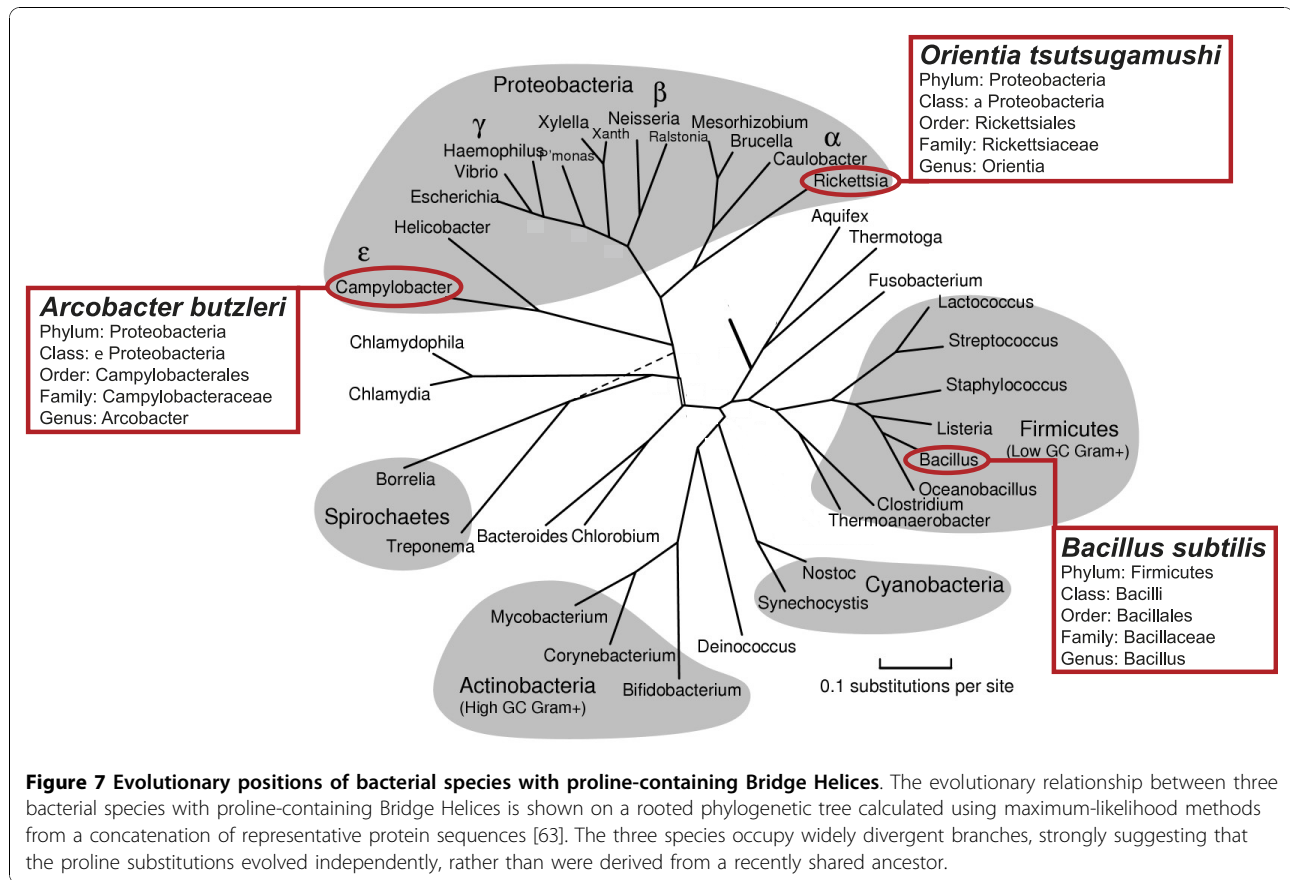 Orientia tsutsugamushi
Phylum: Proteobacteria
Class: a Proteobacteria
Order: Rickettsiales
Family: Rickettsiaceae
Genus: Orientia
Proteobacteria
β
γ
α
ε
Xylella
Xanth
Neisseria
Ralstonia
Mesorhizobium
Brucella
Caulobacter
Rickettsia
Haemophilus
P'monas
Vibrio
Escherichia
Helicobacter
Campylobacter
Aquifex
Thermotoga
Fusobacterium
Arcobacter butzleri
Phylum: Proteobacteria
Class: e Proteobacteria
Order: Campylobacterales
Family: Campylobacteraceae
Genus: Arcobacter
Chlamydophila
Chlamydia
Lactococcus
Streptococcus
Staphylococcus
Listeria
Firmicutes
(Low GC Gram+)
Bacillus
Oceanobacillus
Clostridium
Thermoanaerobacter
Borrelia
Spirochaetes
Treponema
Bacteroides
Chlorobium
Bacillus subtilis
Phylum: Firmicutes
Class: Bacilli
Order: Bacillales
Family: Bacillaceae
Genus: Bacillus
Nostoc
Cyanobacteria
Synechocystis
Mycobacterium
Corynebacterium
Deinococcus
Actinobacteria
(High GC Gram+)
Bifidobacterium
0.1 substitutions per site
Figure 7 Evolutionary positions of bacterial species with proline-containing Bridge Helices. The evolutionary relationship between three
bacterial species with proline-containing Bridge Helices is shown on a rooted phylogenetic tree calculated using maximum-likelihood methods
from a concatenation of representative protein sequences [63]. The three species occupy widely divergent branches, strongly suggesting that
the proline substitutions evolved independently, rather than were derived from a recently shared ancestor.